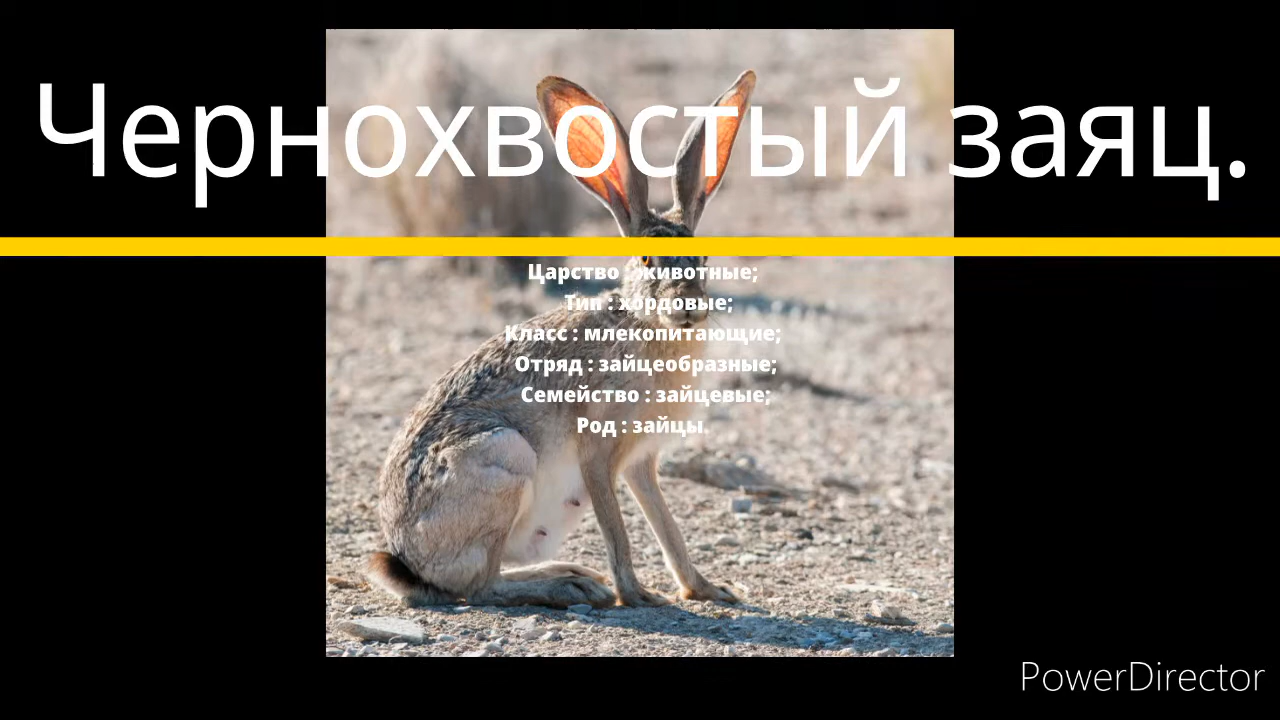 Чернохвостый заяц.
Царство : животные;
Тип : хордовые;
Класс : млекопитающие;
Отряд : зайцеобразные;
Семейство : зайцевые;
Род : зайцы.
PowerDirector